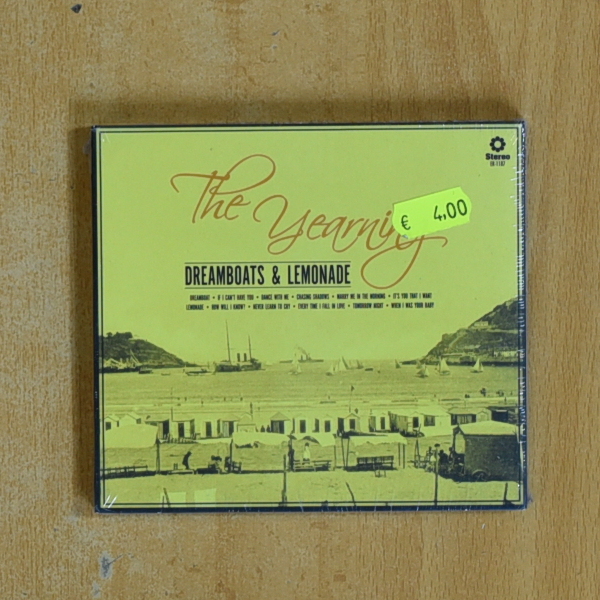 Stereo
The Yearning
€ 4,00
DREAMBOATS & LEMONADE
DREAMBOAT • IF I CAN'T HAVE YOU • DANCE WITH ME • CHASING SHADOWS • MARRY ME IN THE MORNING • IT'S YOU THAT I WANT
LEMONADE • HOW WILL I KNOW? • NEVER LEARN TO CRY • EVERY TIME I FALL IN LOVE • TOMORROW NIGHT • WHEN I WAS YOUR BABY